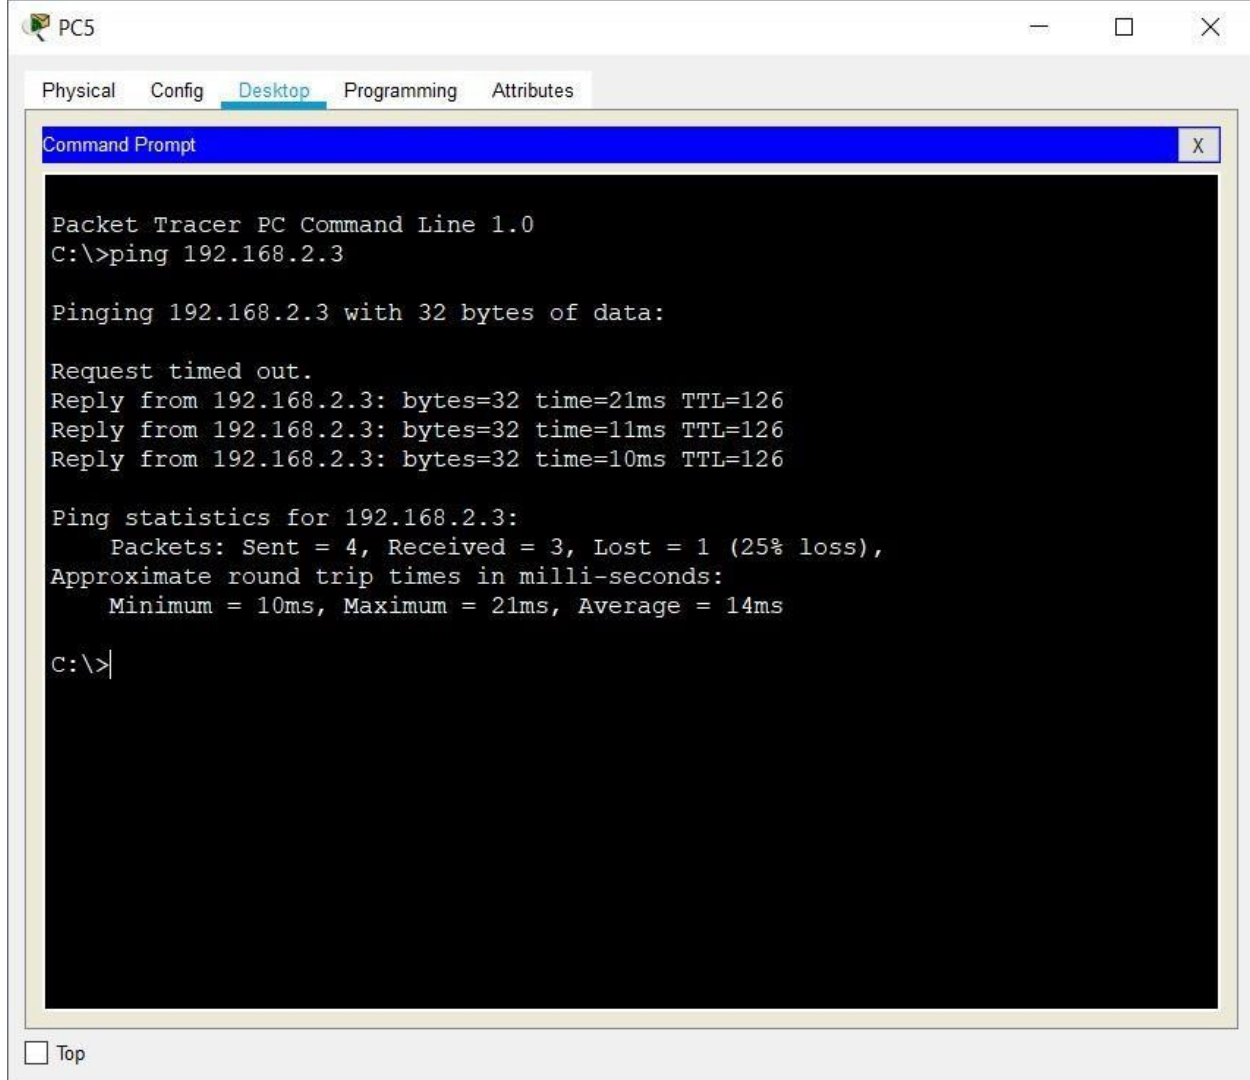 PC5
Physical Config Desktop Programming Attributes
Command Prompt X
Packet Tracer PC Command Line 1.0
C:\>ping 192.168.2.3
Pinging 192.168.2.3 with 32 bytes of data:
Request timed out.
Reply from 192.168.2.3: bytes=32 time=21ms TTL=126
Reply from 192.168.2.3: bytes=32 time=11ms TTL=126
Reply from 192.168.2.3: bytes=32 time=10ms TTL=126
Ping statistics for 192.168.2.3:
    Packets: Sent = 4, Received = 3, Lost = 1 (25% loss),
Approximate round trip times in milli-seconds:
    Minimum = 10ms, Maximum = 21ms, Average = 14ms
C:\>
Top